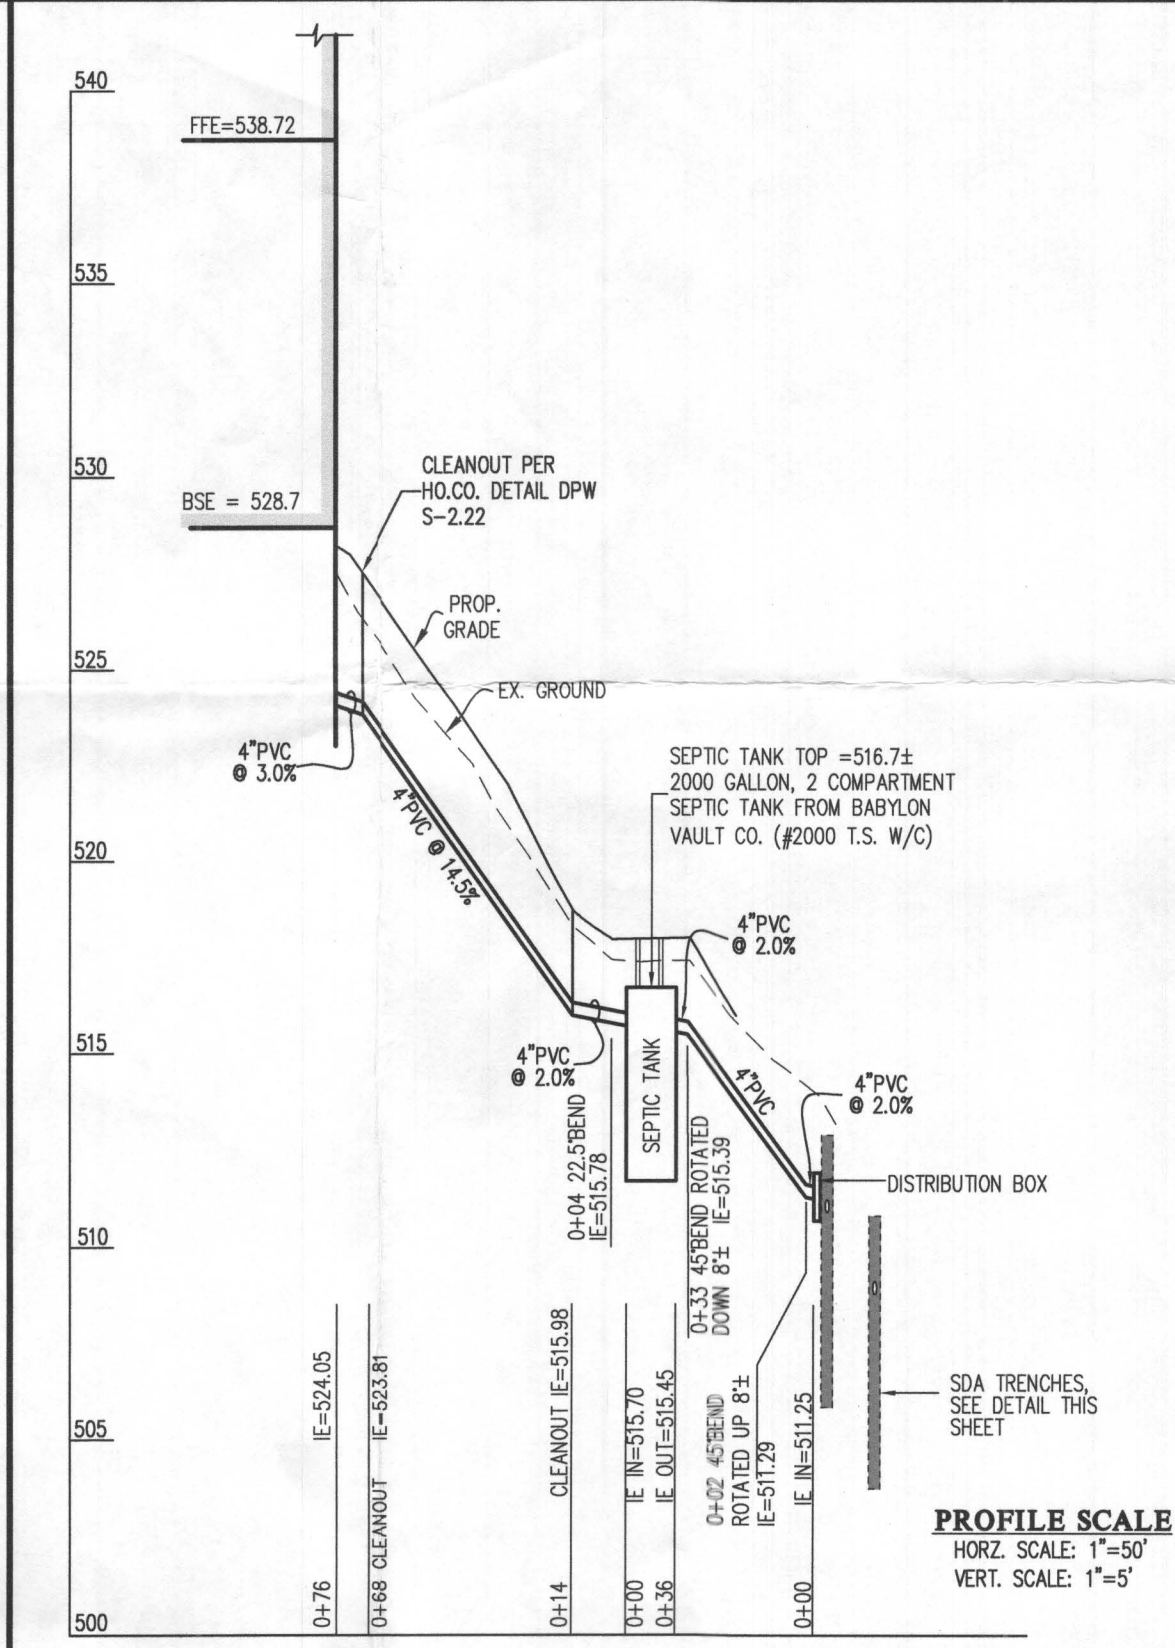 540
FFE=538.72
535
530
CLEANOUT PER
HO.CO. DETAIL DPW
S-2.22
BSE = 528.7
PROP.
GRADE
525
EX. GROUND
4"PVC
@ 3.0%
4"PVC @ 14.5%
SEPTIC TANK TOP =516.7±
2000 GALLON, 2 COMPARTMENT
SEPTIC TANK FROM BABYLON
VAULT CO. (#2000 T.S. W/C)
520
4"PVC
@ 2.0%
515
4"PVC
@ 2.0%
SEPTIC TANK
4"PVC
4"PVC
@ 2.0%
0+04 22.5°BEND
IE=515.78
0+33 45°BEND ROTATED
DOWN 8°± IE=515.39
DISTRIBUTION BOX
510
0+02 45°BEND
ROTATED UP 8°±
IE=511.29
SDA TRENCHES,
SEE DETAIL THIS
SHEET
505
0+76 IE=524.05
0+68 CLEANOUT IE=523.81
0+14 CLEANOUT IE=515.98
0+00 IE IN=515.70
0+36 IE OUT=515.45
0+00 IE IN=511.25
PROFILE SCALE
HORZ. SCALE: 1"=50'
VERT. SCALE: 1"=5'
500